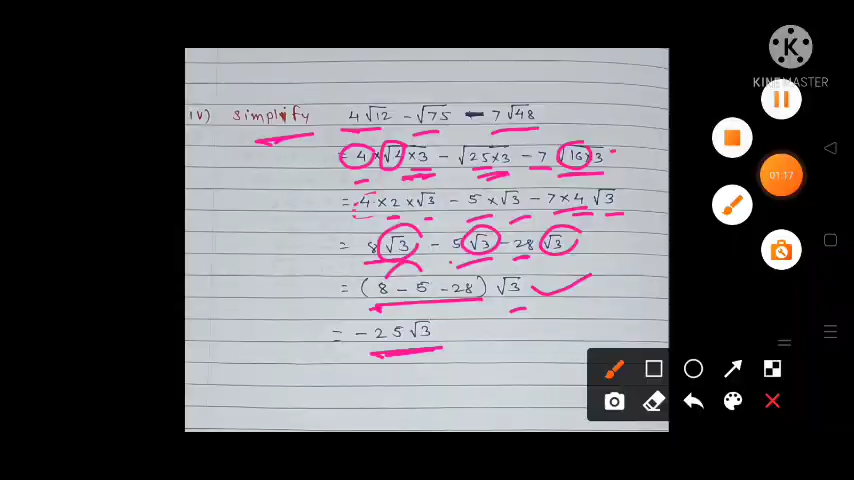 iv) Simplify 4√12 - √75 - 7√48
= 4 × √4 × 3 - √25×3 - 7 √16×3
= 4 × 2 × √3 - 5 × √3 - 7 × 4 √3
= 8√3 - 5√3 - 28 √3
= (8 - 5 - 28) √3
= - 25√3
K
KINEMASTER
01:17